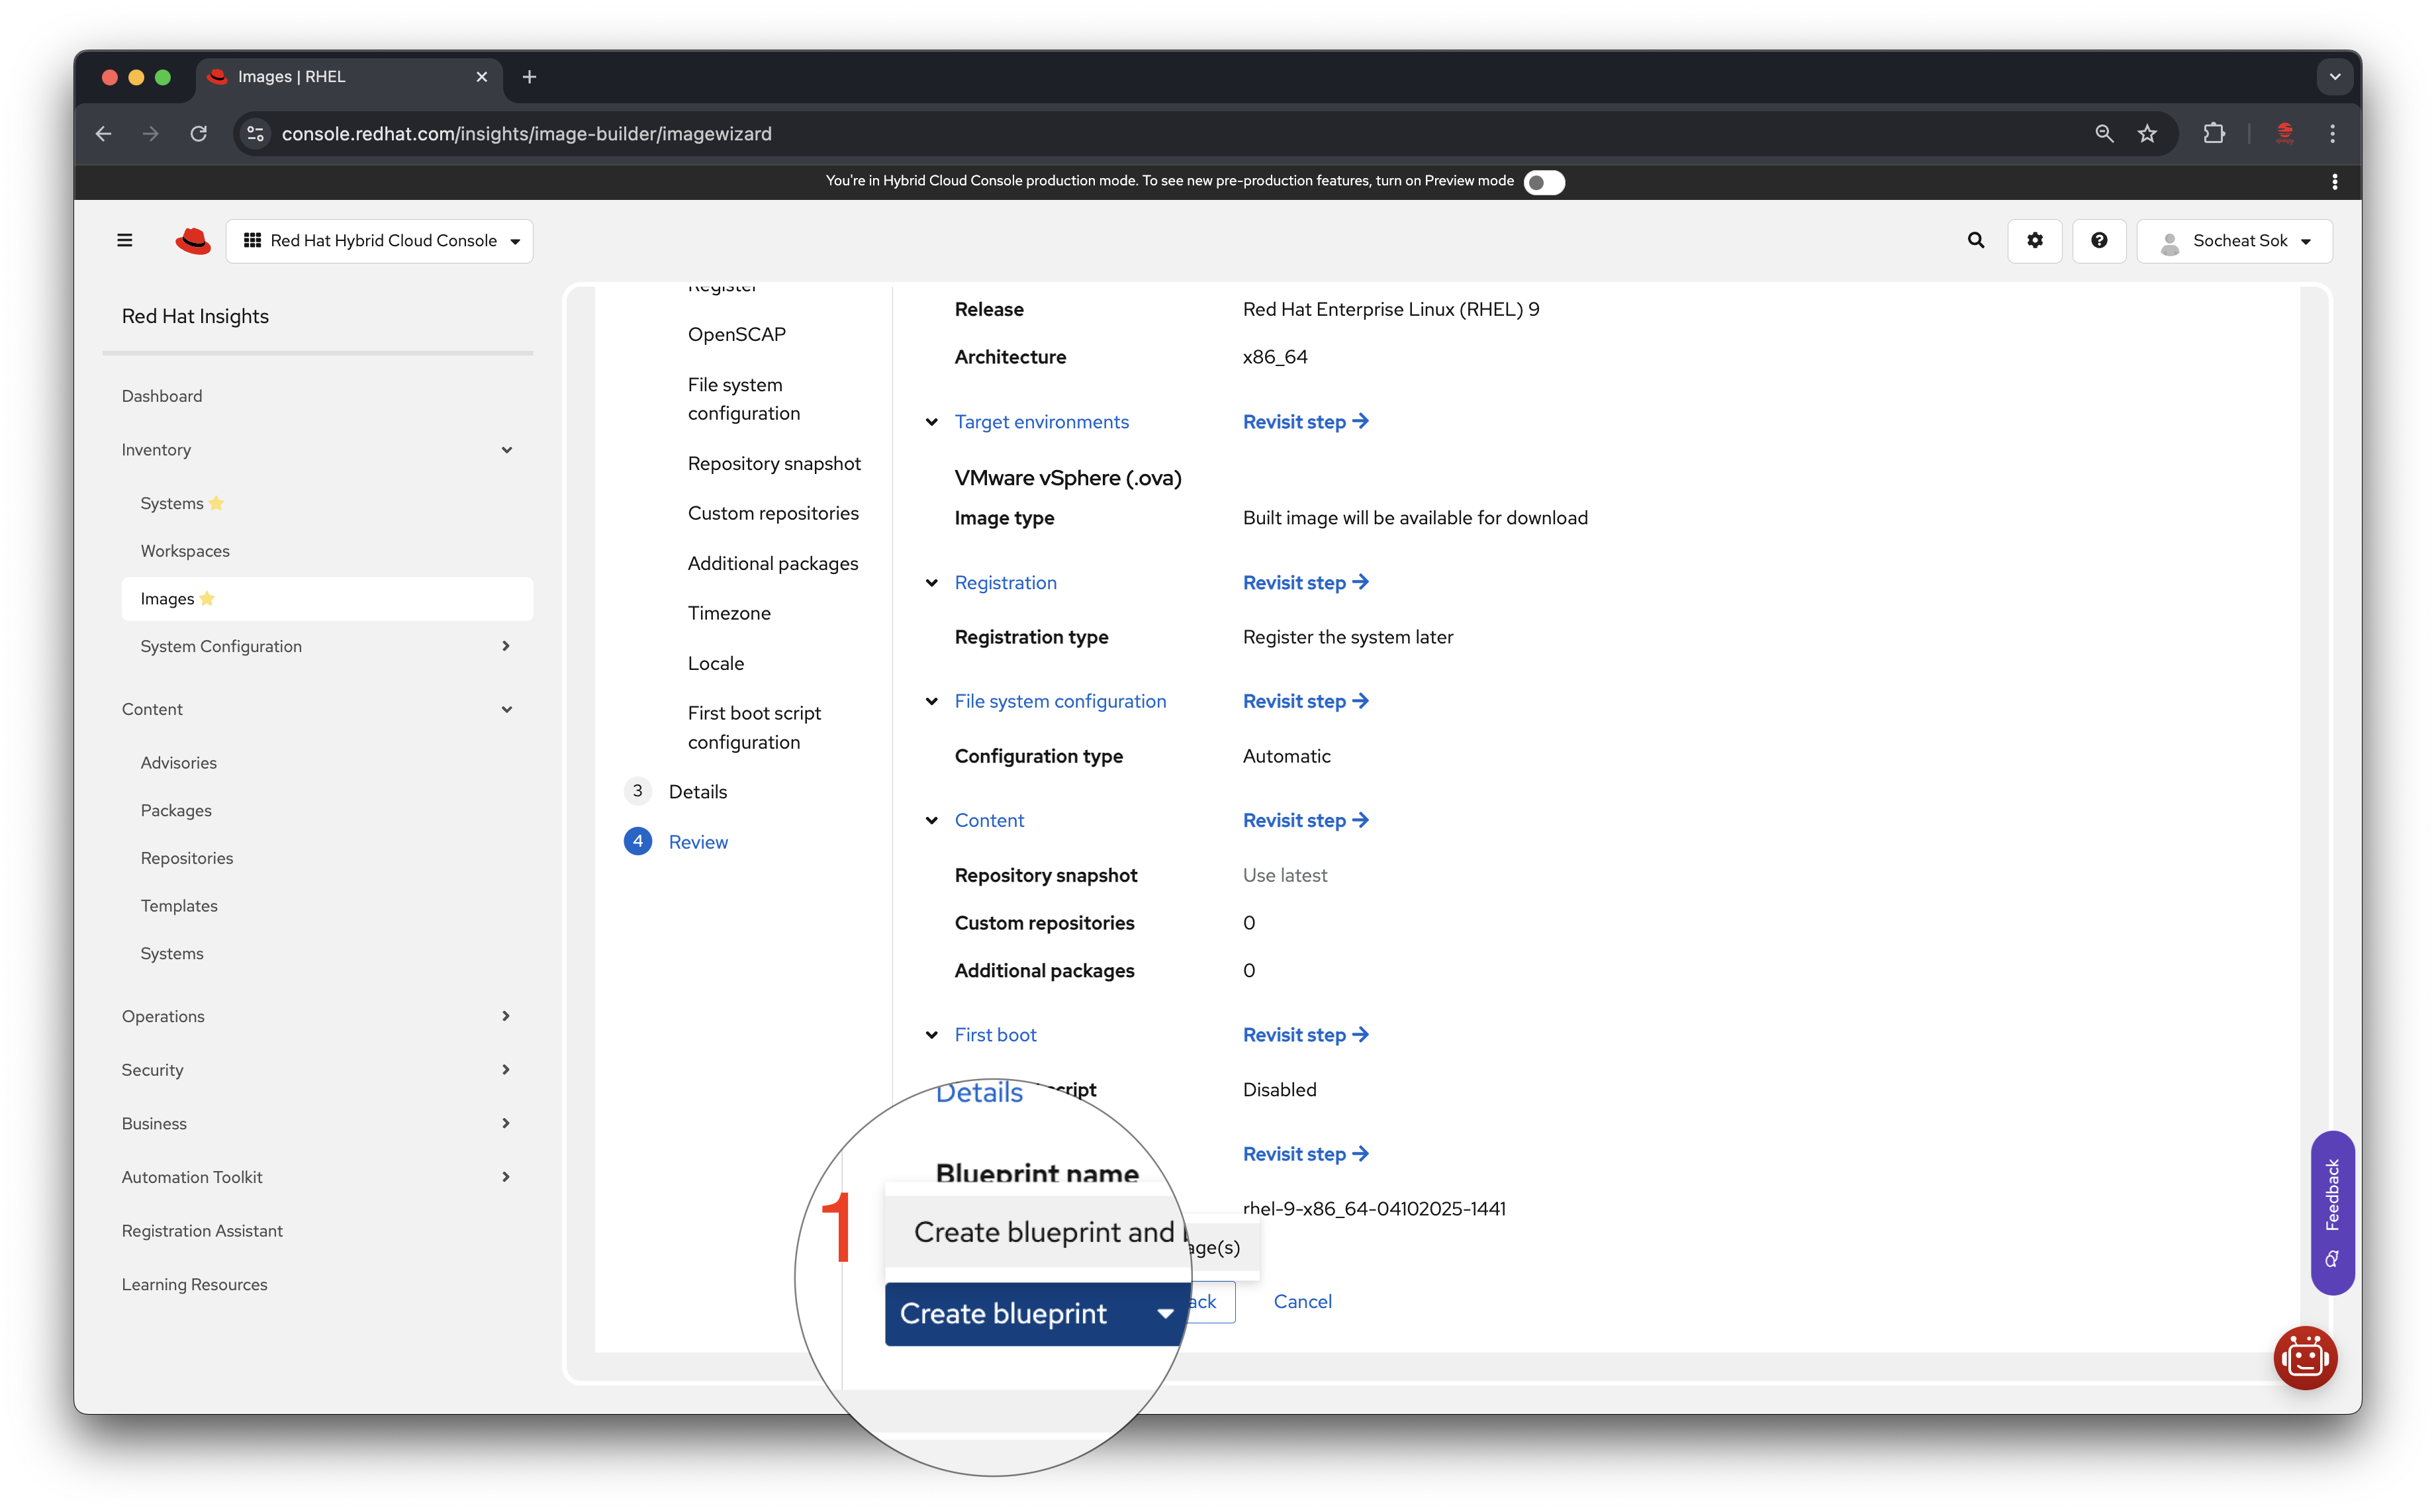 Images | RHEL
console.redhat.com/insights/image-builder/imagewizard
You're in Hybrid Cloud Console production mode. To see new pre-production features, turn on Preview mode
Red Hat Hybrid Cloud Console
Socheat Sok
Red Hat Insights
Dashboard
Inventory
Systems
Workspaces
Images
System Configuration
Content
Advisories
Packages
Repositories
Templates
Systems
Operations
Security
Business
Automation Toolkit
Registration Assistant
Learning Resources
Register
OpenSCAP
File system
configuration
Repository snapshot
Custom repositories
Additional packages
Timezone
Locale
First boot script
configuration
3 Details
4 Review
Release Red Hat Enterprise Linux (RHEL) 9
Architecture x86_64
Target environments Revisit step
VMware vSphere (.ova)
Image type Built image will be available for download
Registration Revisit step
Registration type Register the system later
File system configuration Revisit step
Configuration type Automatic
Content Revisit step
Repository snapshot Use latest
Custom repositories 0
Additional packages 0
First boot Revisit step
Disabled
Details Revisit step
Blueprint name rhel-9-x86_64-04102025-1441
1
Create blueprint and
Create blueprint
Cancel
Feedback